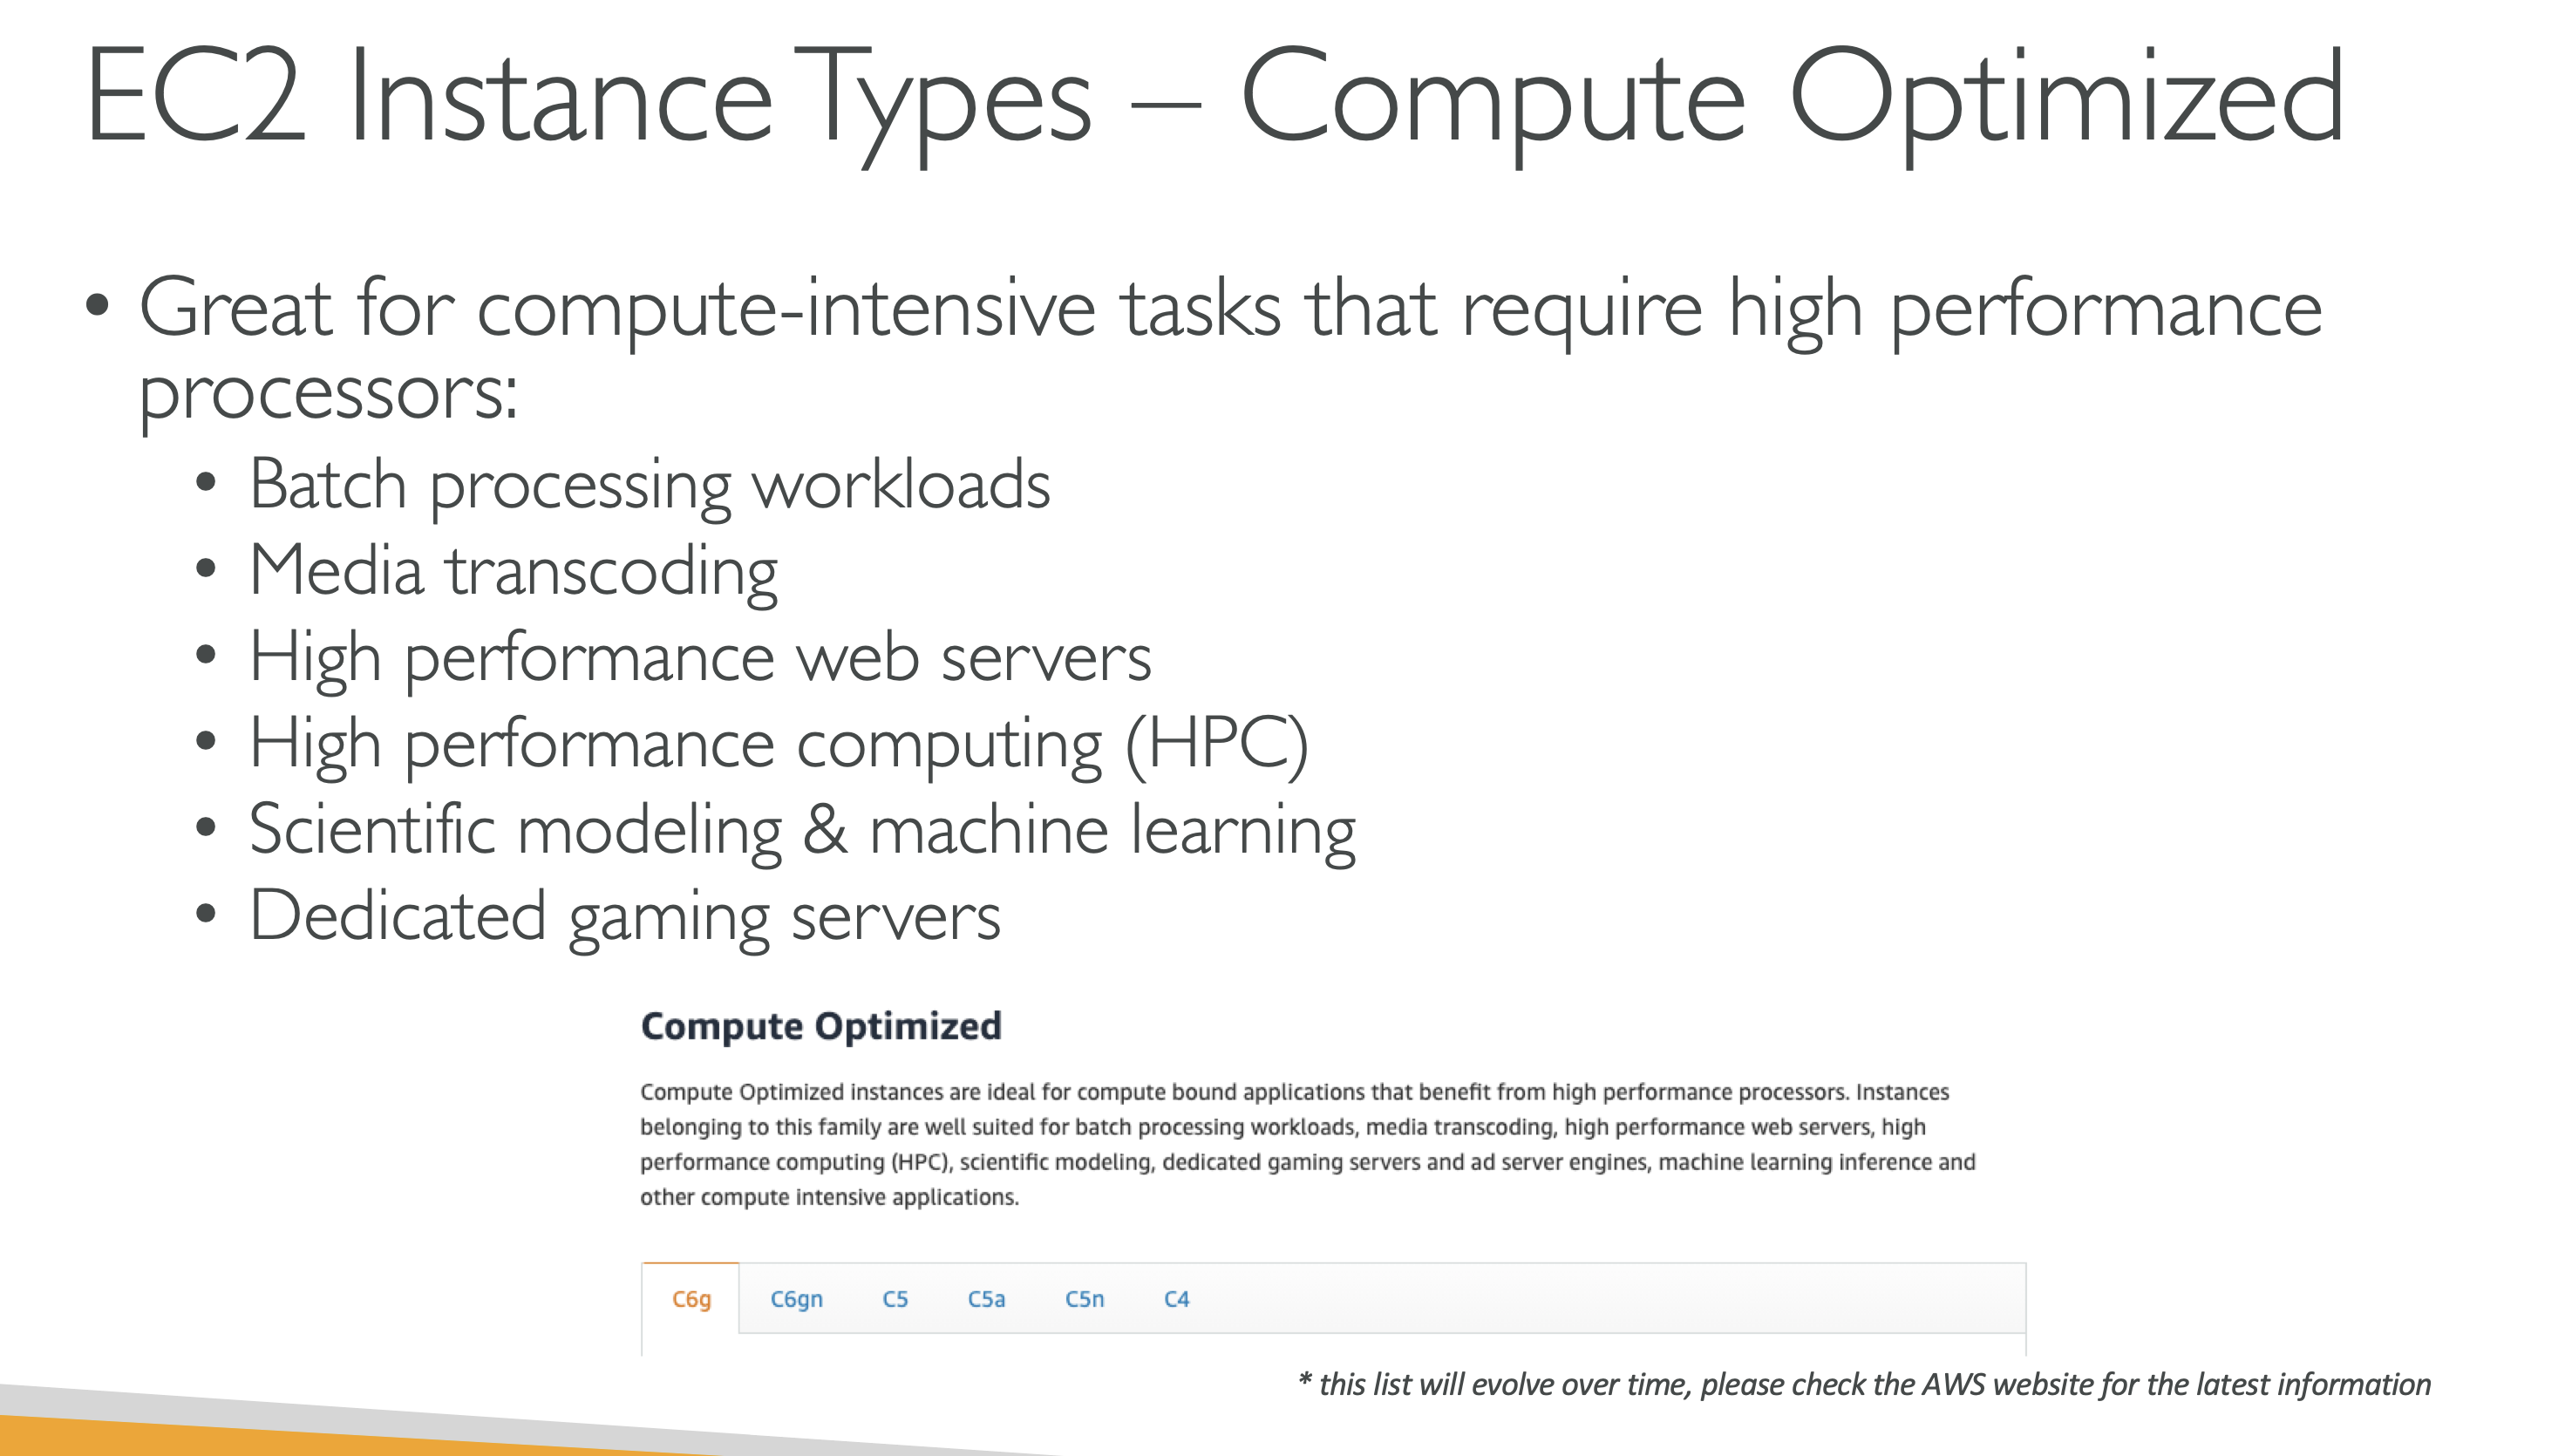 EC2 Instance Types – Compute Optimized
• Great for compute-intensive tasks that require high performance
processors:
• Batch processing workloads
• Media transcoding
• High performance web servers
• High performance computing (HPC)
• Scientific modeling & machine learning
• Dedicated gaming servers
Compute Optimized
Compute Optimized instances are ideal for compute bound applications that benefit from high performance processors. Instances
belonging to this family are well suited for batch processing workloads, media transcoding, high performance web servers, high
performance computing (HPC), scientific modeling, dedicated gaming servers and ad server engines, machine learning inference and
other compute intensive applications.
C6g C6gn C5 C5a C5n C4
* this list will evolve over time, please check the AWS website for the latest information